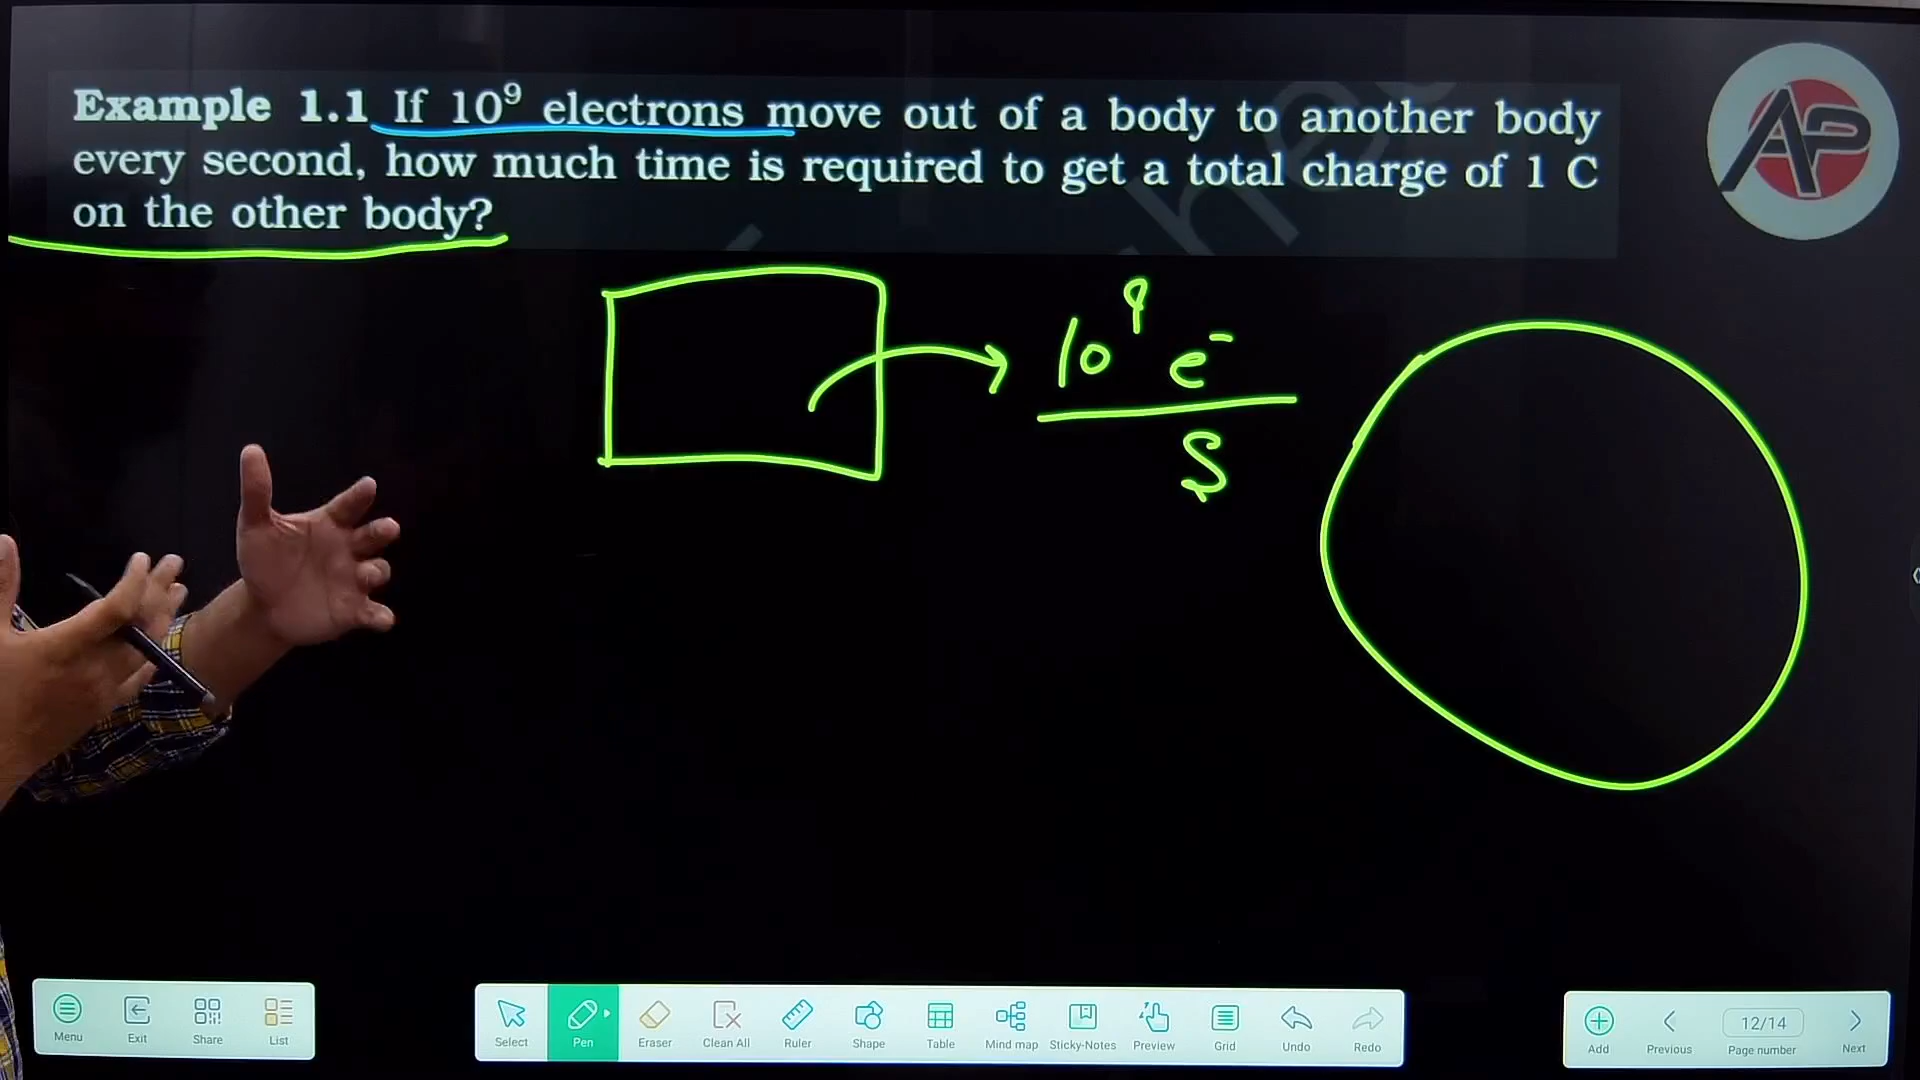 Example 1.1 If 10⁹ electrons move out of a body to another body
every second, how much time is required to get a total charge of 1 C
on the other body?
AP
10⁹ e⁻
S
Menu
Exit
Share
List
Select
Pen
Eraser
Clean All
Ruler
Shape
Table
Mind map
Sticky-Notes
Preview
Grid
Undo
Redo
Add
Previous
12/14
Page number
Next